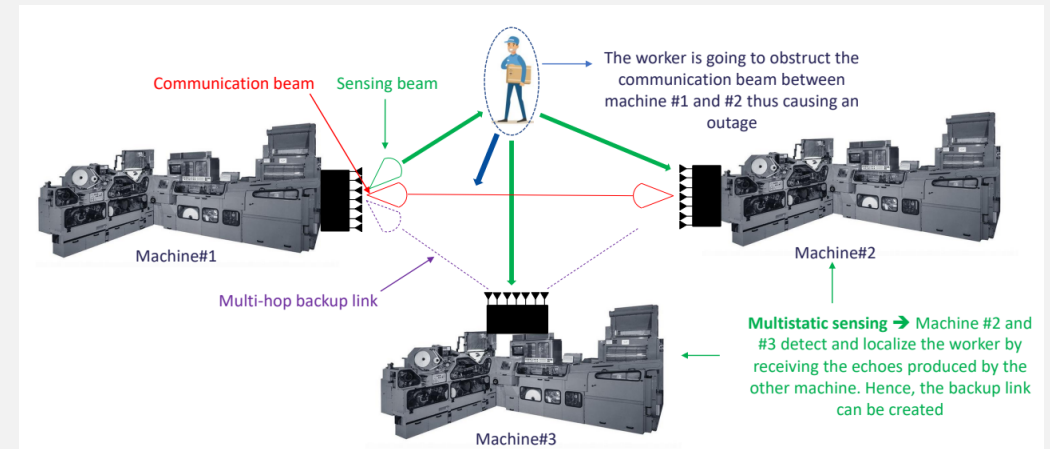 The worker is going to obstruct the
communication beam between
machine #1 and #2 thus causing an
outage
Communication beam
Sensing beam
Machine#1
Machine#2
Multi-hop backup link
Multistatic sensing ➔ Machine #2 and
#3 detect and localize the worker by
receiving the echoes produced by the
other machine. Hence, the backup link
can be created
Machine#3